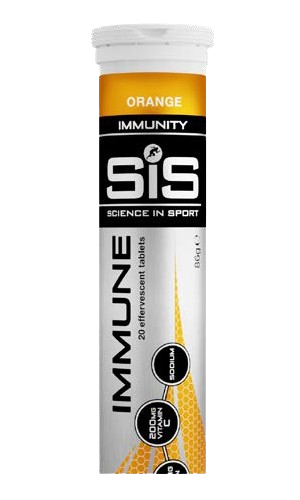 ORANGE
IMMUNITY
SiS
SCIENCE IN SPORT
IMMUNE
20 effervescent tablets
86g ℮
SODIUM
200MG
VITAMIN
C